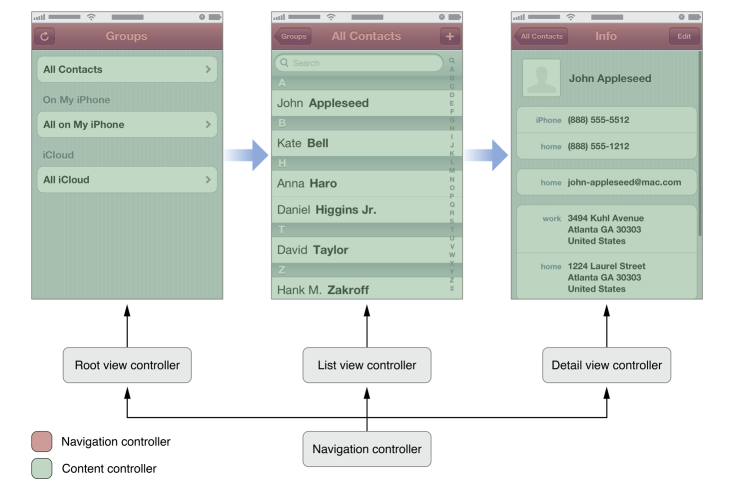 Groups
All Contacts
On My iPhone
All on My iPhone
iCloud
All iCloud
Groups
All Contacts
+
Search
A
John Appleseed
B
Kate Bell
H
Anna Haro
Daniel Higgins Jr.
T
David Taylor
Z
Hank M. Zakroff
A
B
C
D
E
F
G
H
I
J
K
L
M
N
O
P
Q
R
S
T
U
V
W
X
Y
Z
#
All Contacts
Info
Edit
John Appleseed
iPhone (888) 555-5512
home (888) 555-1212
home john-appleseed@mac.com
work 3494 Kuhl Avenue
Atlanta GA 30303
United States
home 1224 Laurel Street
Atlanta GA 30303
United States
Root view controller
List view controller
Detail view controller
Navigation controller
Navigation controller
Content controller